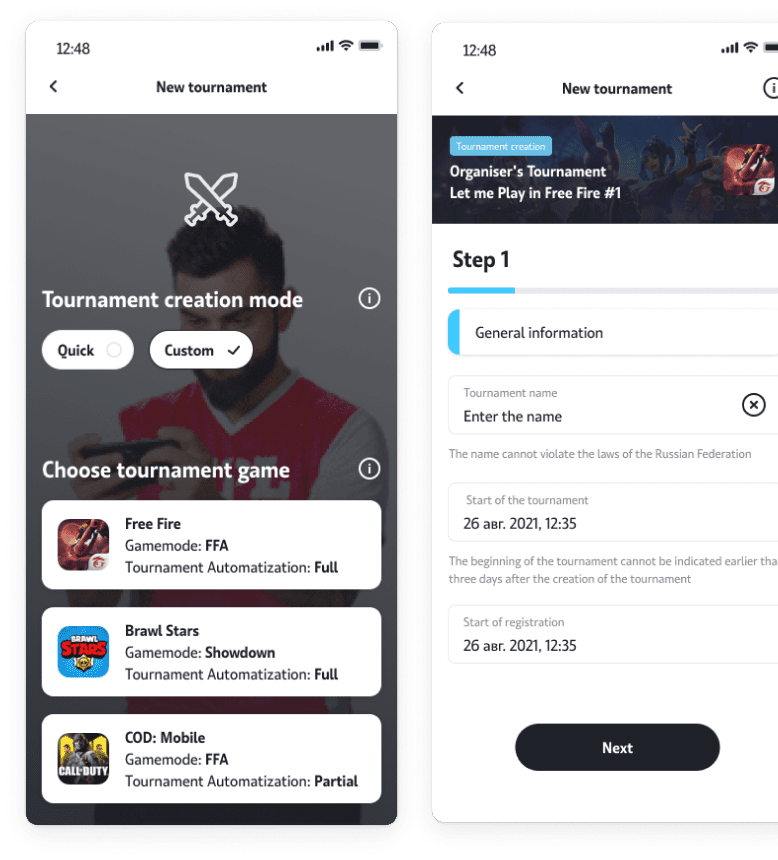 12:48
New tournament
Tournament creation mode
Quick
Custom
Choose tournament game
Free Fire
Gamemode: FFA
Tournament Automatization: Full
BRAWL
STARS
Brawl Stars
Gamemode: Showdown
Tournament Automatization: Full
CALL·DUTY
COD: Mobile
Gamemode: FFA
Tournament Automatization: Partial
12:48
New tournament
Tournament creation
Organiser's Tournament
Let me Play in Free Fire #1
Step 1
General information
Tournament name
Enter the name
The name cannot violate the laws of the Russian Federation
Start of the tournament
26 авг. 2021, 12:35
The beginning of the tournament cannot be indicated earlier tha
three days after the creation of the tournament
Start of registration
26 авг. 2021, 12:35
Next